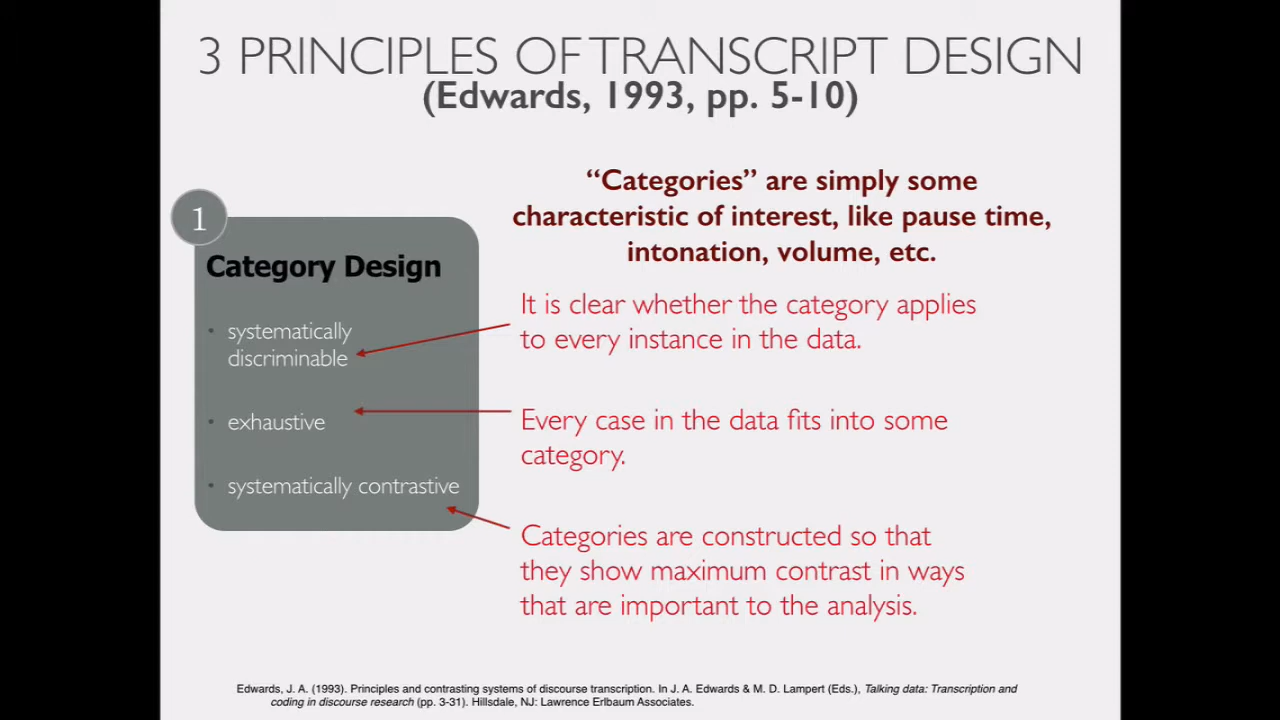 3 PRINCIPLES OF TRANSCRIPT DESIGN
(Edwards, 1993, pp. 5-10)
1
Category Design
• systematically
discriminable
• exhaustive
• systematically contrastive
“Categories” are simply some
characteristic of interest, like pause time,
intonation, volume, etc.
It is clear whether the category applies
to every instance in the data.
Every case in the data fits into some
category.
Categories are constructed so that
they show maximum contrast in ways
that are important to the analysis.
Edwards, J. A. (1993). Principles and contrasting systems of discourse transcription. In J. A. Edwards & M. D. Lampert (Eds.), Talking data: Transcription and
coding in discourse research (pp. 3-31). Hillsdale, NJ: Lawrence Erlbaum Associates.